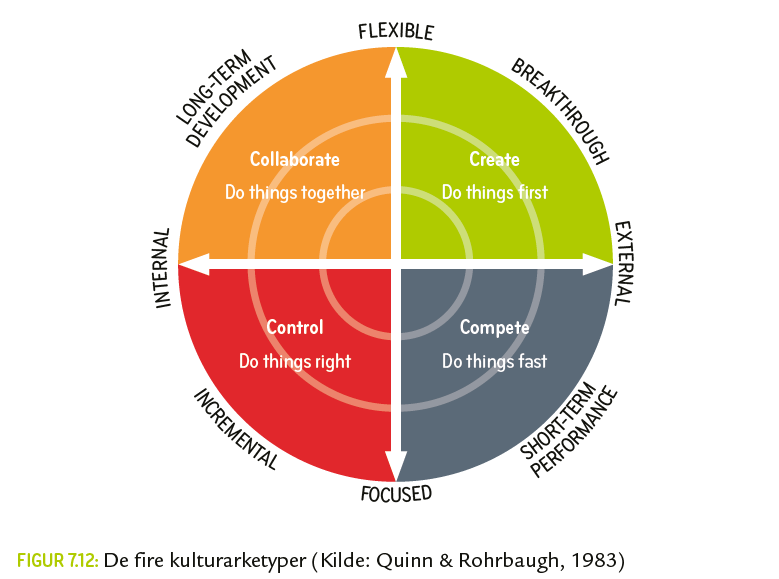 FLEXIBLE
LONG-TERM
DEVELOPMENT
BREAKTHROUGH
Collaborate
Do things together
Create
Do things first
INTERNAL
EXTERNAL
Control
Do things right
Compete
Do things fast
INCREMENTAL
SHORT-TERM
PERFORMANCE
FOCUSED
FIGUR 7.12: De fire kulturarketyper (Kilde: Quinn & Rohrbaugh, 1983)